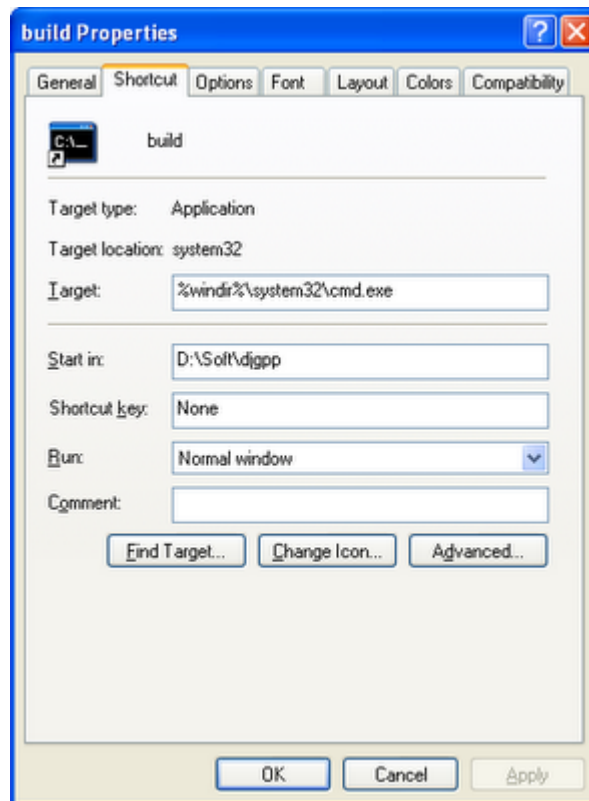 build Properties
General Shortcut Options Font Layout Colors Compatibility
C:\_
build
Target type: Application
Target location: system32
Target: %windir%\system32\cmd.exe
Start in: D:\Soft\djgpp
Shortcut key: None
Run: Normal window
Comment:
Find Target... Change Icon... Advanced...
OK Cancel Apply